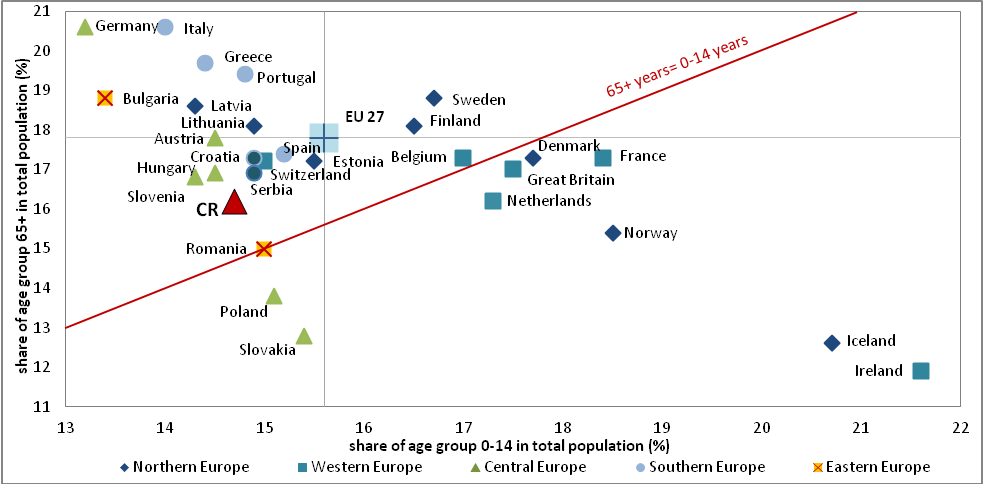 share of age group 65+ in total population (%)
21
20
19
18
17
16
15
14
13
12
11
Germany
Italy
Greece
Portugal
65+ years= 0-14 years
Bulgaria
Latvia
Lithuania
EU 27
Sweden
Finland
Austria
Spain
Croatia
Switzerland
Estonia
Belgium
Denmark
France
Hungary
Serbia
Great Britain
Slovenia
Netherlands
CR
Romania
Norway
Poland
Slovakia
Iceland
Ireland
13 14 15 16 17 18 19 20 21 22
share of age group 0-14 in total population (%)
Northern Europe Western Europe Central Europe Southern Europe Eastern Europe